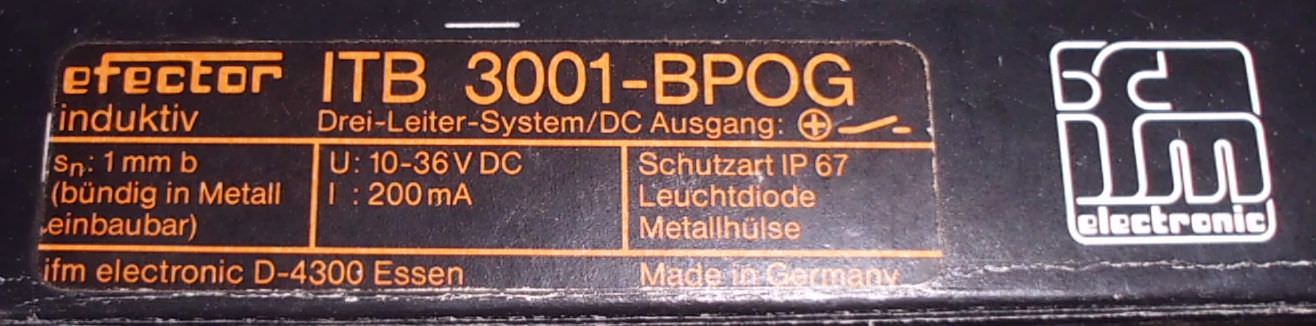 efector ITB 3001-BPOG
induktiv Drei-Leiter-System/DC Ausgang:
sn: 1 mm b
(bündig in Metall
einbaubar)
U: 10-36 V DC
I : 200 mA
Schutzart IP 67
Leuchtdiode
Metallhülse
ifm electronic D-4300 Essen Made in Germany
ifm
electronic